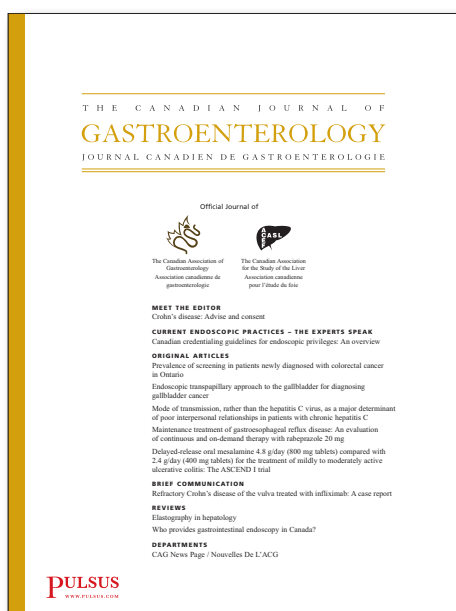 THE CANADIAN JOURNAL OF
GASTROENTEROLOGY
JOURNAL CANADIEN DE GASTROENTEROLOGIE
Official Journal of
ACASC
CASL
The Canadian Association of
Gastroenterology
Association canadienne de
gastroenterologie
The Canadian Association
for the Study of the Liver
Association canadienne
pour l'étude du foie
MEET THE EDITOR
Crohn's disease: Advise and consent
CURRENT ENDOSCOPIC PRACTICES – THE EXPERTS SPEAK
Canadian credentialing guidelines for endoscopic privileges: An overview
ORIGINAL ARTICLES
Prevalence of screening in patients newly diagnosed with colorectal cancer
in Ontario
Endoscopic transpapillary approach to the gallbladder for diagnosing
gallbladder cancer
Mode of transmission, rather than the hepatitis C virus, as a major determinant
of poor interpersonal relationships in patients with chronic hepatitis C
Maintenance treatment of gastroesophageal reflux disease: An evaluation
of continuous and on-demand therapy with rabeprazole 20 mg
Delayed-release oral mesalamine 4.8 g/day (800 mg tablets) compared with
2.4 g/day (400 mg tablets) for the treatment of mildly to moderately active
ulcerative colitis: The ASCEND I trial
BRIEF COMMUNICATION
Refractory Crohn's disease of the vulva treated with infliximab: A case report
REVIEWS
Elastography in hepatology
Who provides gastrointestinal endoscopy in Canada?
DEPARTMENTS
CAG News Page / Nouvelles De L'ACG
PULSUS
WWW.PULSUS.COM